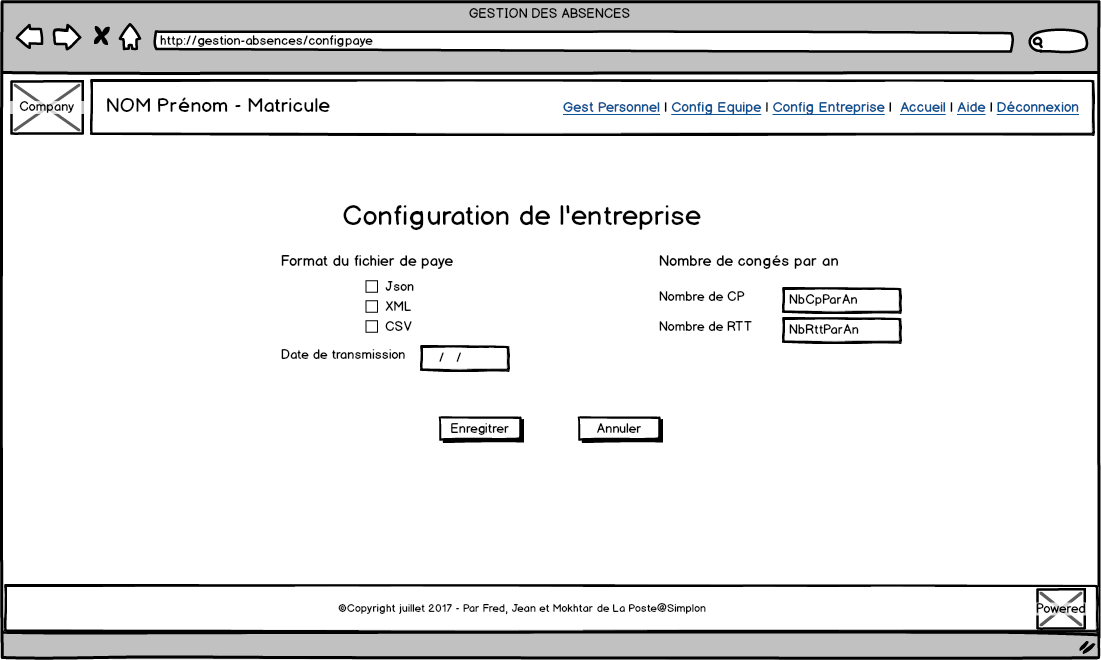 GESTION DES ABSENCES
http://gestion-absences/configpaye
Company
NOM Prénom - Matricule
Gest Personnel | Config Equipe | Config Entreprise | Accueil | Aide | Déconnexion
Configuration de l'entreprise
Format du fichier de paye
Json
XML
CSV
Date de transmission / /
Nombre de congés par an
Nombre de CP NbCpParAn
Nombre de RTT NbRttParAn
Enregitrer
Annuler
©Copyright juillet 2017 - Par Fred, Jean et Mokhtar de La Poste@Simplon
Powered